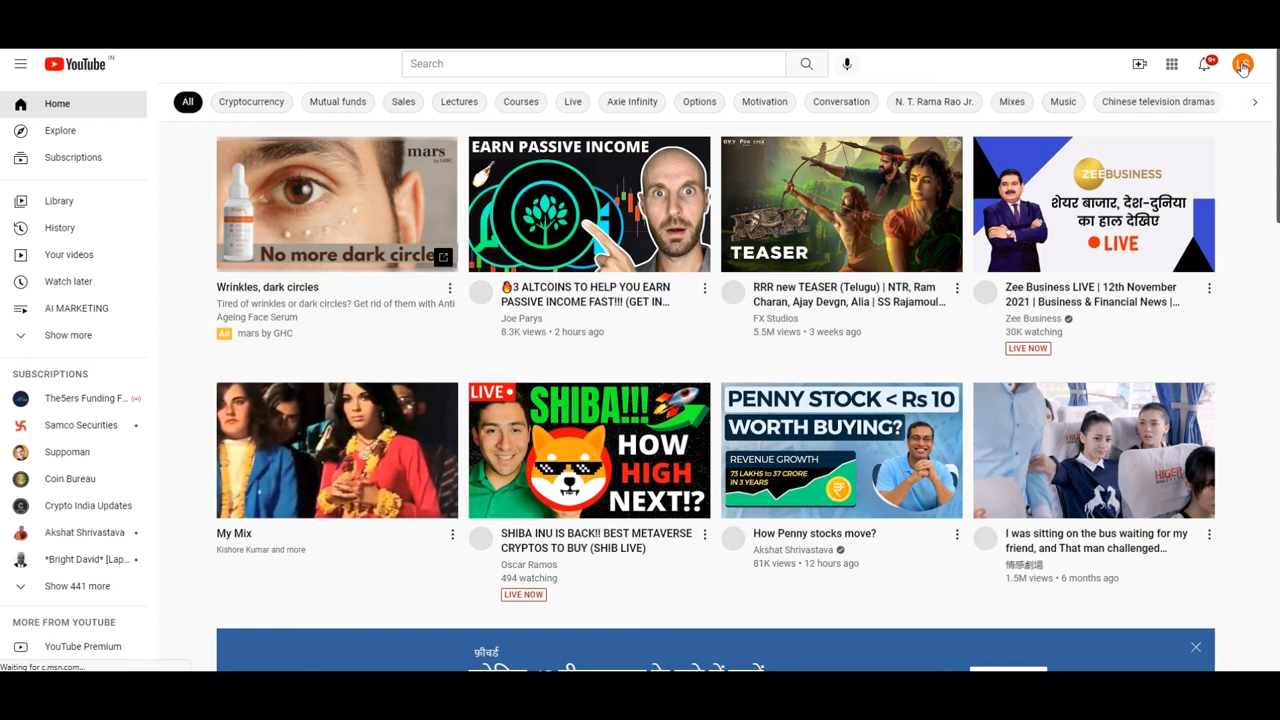 YouTube IN
Search
9+
Home
Explore
Subscriptions
Library
History
Your videos
Watch later
AI MARKETING
Show more
SUBSCRIPTIONS
The5ers Funding F...
Samco Securities
Suppoman
Coin Bureau
Crypto India Updates
Akshat Shrivastava
*Bright David* [Lap...
Show 441 more
MORE FROM YOUTUBE
YouTube Premium
Waiting for c.msn.com...
All
Cryptocurrency
Mutual funds
Sales
Lectures
Courses
Live
Axie Infinity
Options
Motivation
Conversation
N. T. Rama Rao Jr.
Mixes
Music
Chinese television dramas
mars
by GHC
No more dark circle
Wrinkles, dark circles
Tired of wrinkles or dark circles? Get rid of them with Anti
Ageing Face Serum
Ad mars by GHC
EARN PASSIVE INCOME
🔥3 ALTCOINS TO HELP YOU EARN
PASSIVE INCOME FAST!!! (GET IN...
Joe Parys
8.3K views • 2 hours ago
RRR
TEASER
RRR new TEASER (Telugu) | NTR, Ram
Charan, Ajay Devgn, Alia | SS Rajamoul...
FX Studios
5.5M views • 3 weeks ago
ZEEBUSINESS
शेयर बाजार, देश-दुनिया
का हाल देखिए
LIVE
Zee Business LIVE | 12th November
2021 | Business & Financial News |...
Zee Business
30K watching
LIVE NOW
My Mix
Kishore Kumar and more
LIVE
SHIBA!!!
HOW
HIGH
NEXT!?
SHIBA INU IS BACK!! BEST METAVERSE
CRYPTOS TO BUY (SHIB LIVE)
Oscar Ramos
494 watching
LIVE NOW
PENNY STOCK < Rs 10
WORTH BUYING?
REVENUE GROWTH
73 LAKHS to 37 CRORE
IN 3 YEARS
₹
How Penny stocks move?
Akshat Shrivastava
81K views • 12 hours ago
HIGER
I was sitting on the bus waiting for my
friend, and That man challenged...
情感劇場
1.5M views • 6 months ago
फ़ीचर्ड